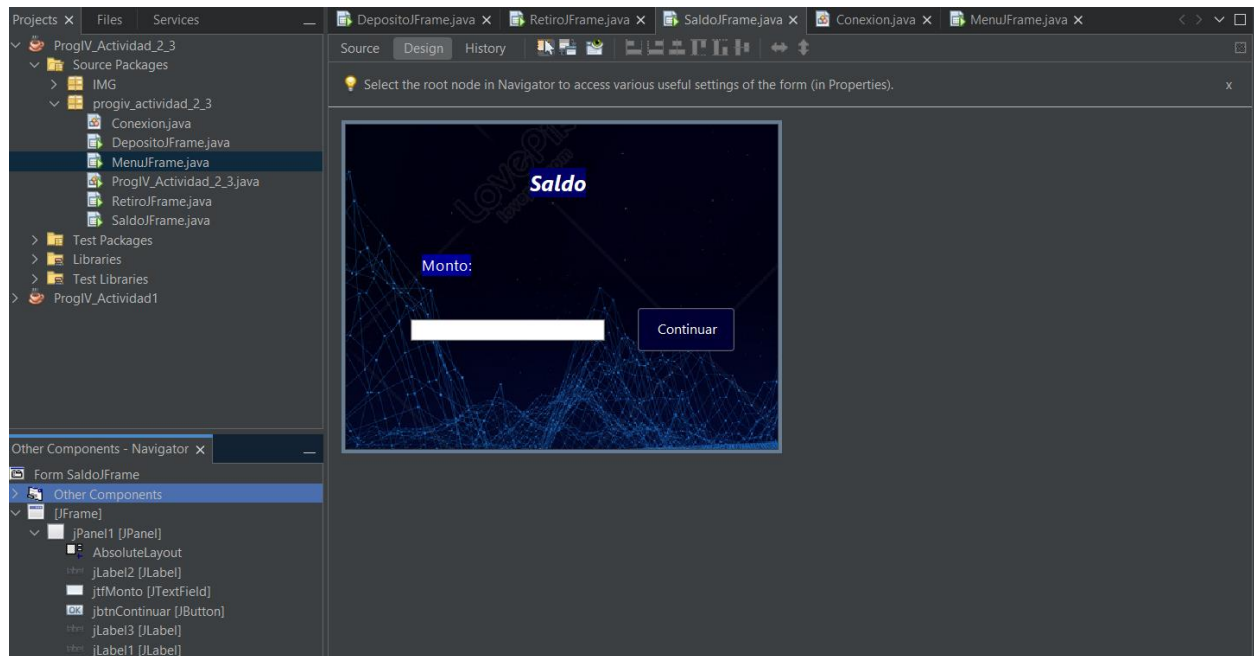 Projects Files Services
ProgIV_Actividad_2_3
Source Packages
IMG
progiv_actividad_2_3
Conexion.java
DepositoJFrame.java
MenuJFrame.java
ProgIV_Actividad_2_3.java
RetiroJFrame.java
SaldoJFrame.java
Test Packages
Libraries
Test Libraries
ProgIV_Actividad1
Other Components - Navigator
Form SaldoJFrame
Other Components
[JFrame]
jPanel1 [JPanel]
AbsoluteLayout
jLabel2 [JLabel]
jtfMonto [JTextField]
OK jbtnContinuar [JButton]
jLabel3 [JLabel]
jLabel1 [JLabel]
DepositoJFrame.java RetiroJFrame.java SaldoJFrame.java Conexion.java MenuJFrame.java
Source Design History
Select the root node in Navigator to access various useful settings of the form (in Properties). x
Saldo
Monto:
Continuar